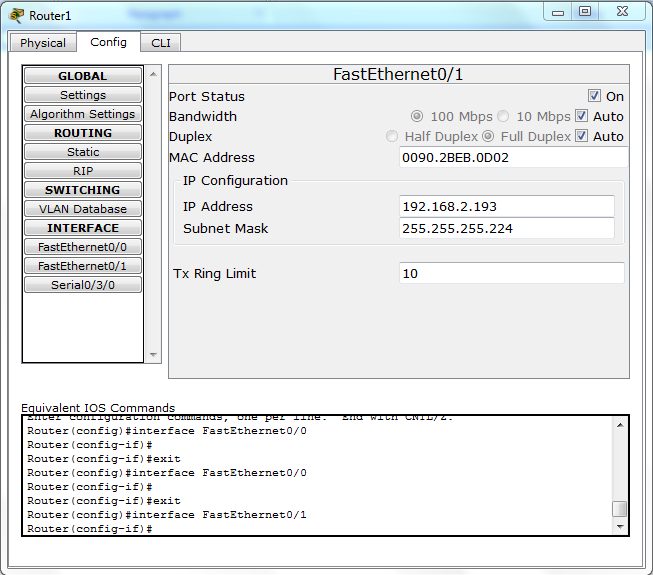 Router1
Physical
Config
CLI
GLOBAL
Settings
Algorithm Settings
ROUTING
Static
RIP
SWITCHING
VLAN Database
INTERFACE
FastEthernet0/0
FastEthernet0/1
Serial0/3/0
FastEthernet0/1
Port Status On
Bandwidth 100 Mbps 10 Mbps Auto
Duplex Half Duplex Full Duplex Auto
MAC Address 0090.2BEB.0D02
IP Configuration
IP Address 192.168.2.193
Subnet Mask 255.255.255.224
Tx Ring Limit 10
Equivalent IOS Commands
Enter configuration commands, one per line. End with CNTL/Z.
Router(config)#interface FastEthernet0/0
Router(config-if)#
Router(config-if)#exit
Router(config)#interface FastEthernet0/0
Router(config-if)#
Router(config-if)#exit
Router(config)#interface FastEthernet0/1
Router(config-if)#